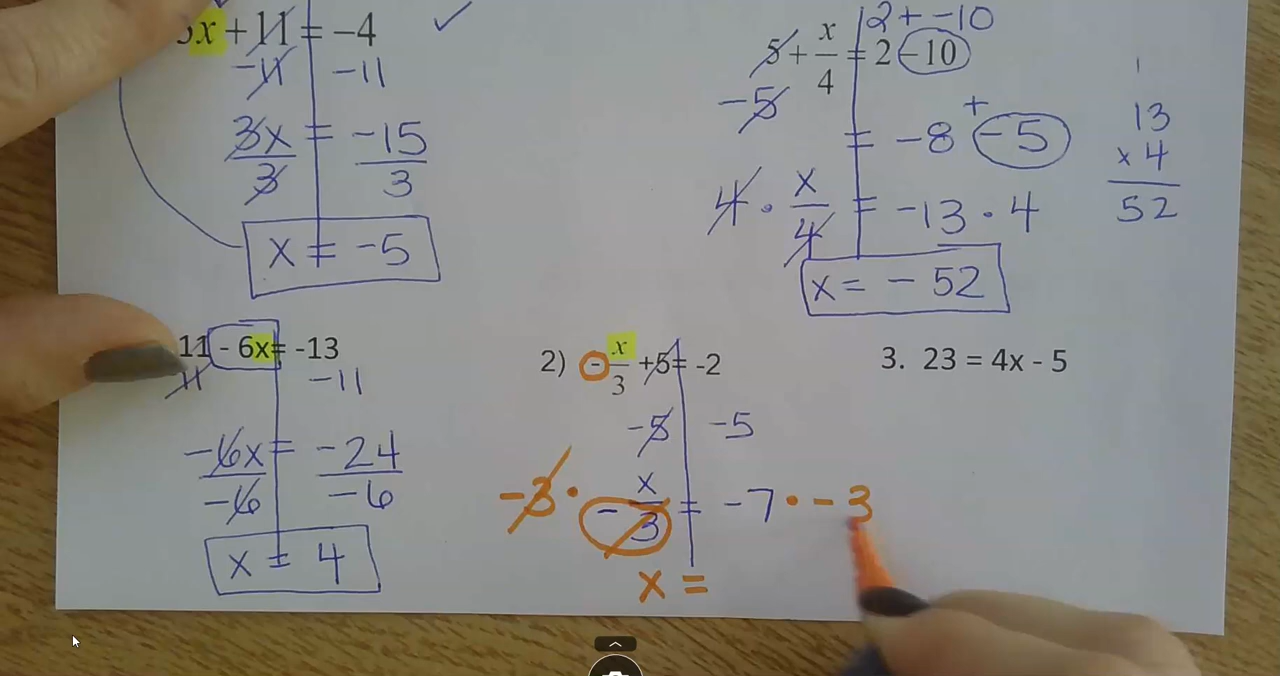 x + 11 = -4
-11 -11
3x = -15
3 3
x = -5
2 + -10
5 + x/4 = 2 -10
-5
= -8 + -5
4 · x/4 = -13 · 4
x = - 52
1
13
x 4
52
11 - 6x = -13
11 -11
-6x = -24
-6 -6
x = 4
2) - x/3 +5= -2
-5 -5
-3 · x/-3 = -7 · -3
x =
3. 23 = 4x - 5